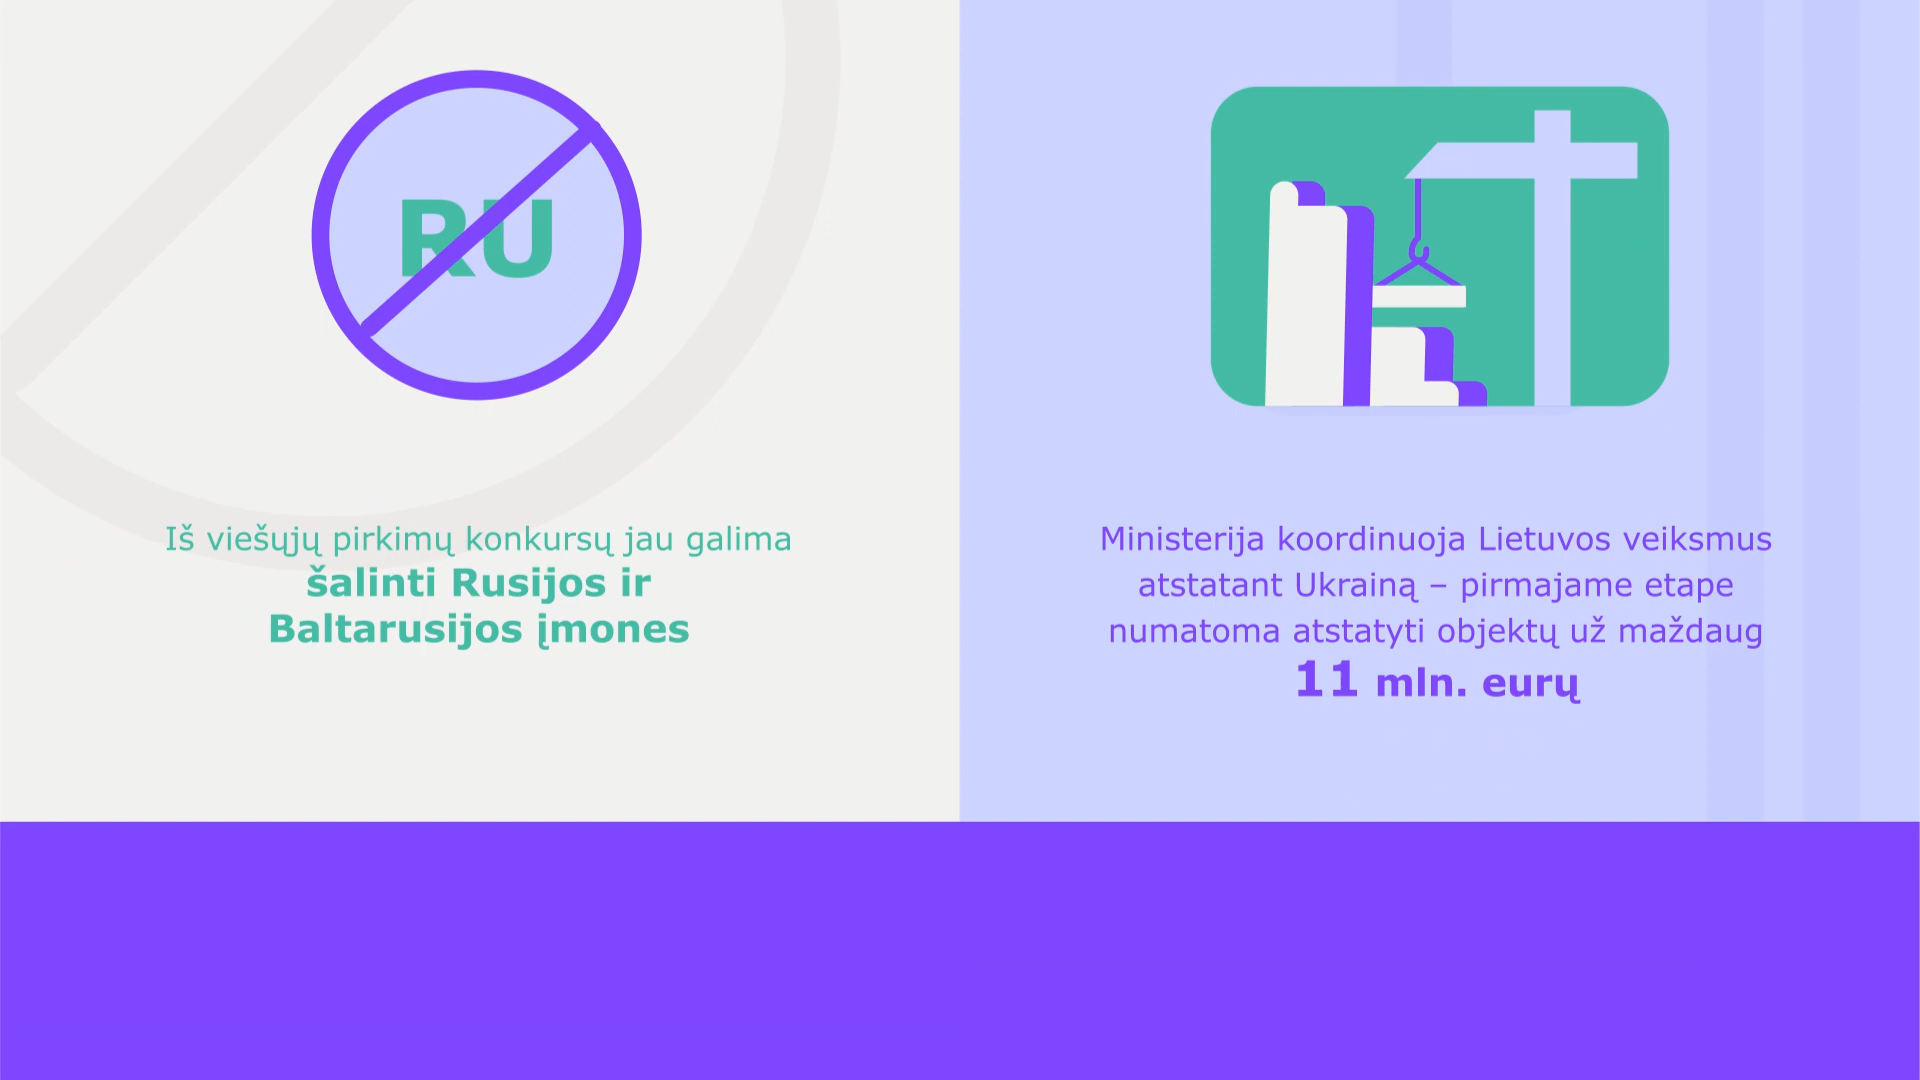 RU
Iš viešųjų pirkimų konkursų jau galima
šalinti Rusijos ir
Baltarusijos įmones
Ministerija koordinuoja Lietuvos veiksmus
atstatant Ukrainą – pirmajame etape
numatoma atstatyti objektų už maždaug
11 mln. eurų